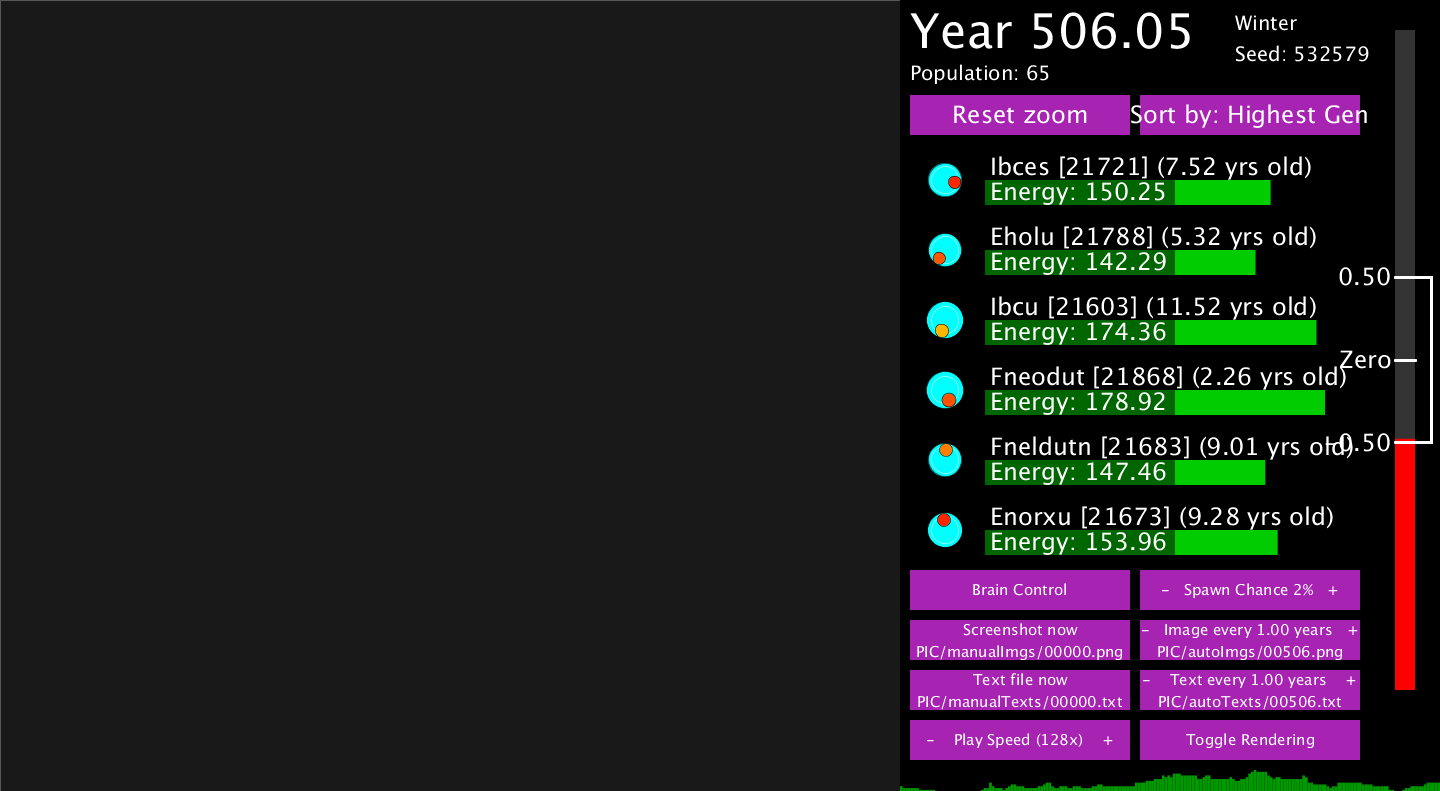 Year 506.05
Winter
Seed: 532579
Population: 65
Reset zoom
Sort by: Highest Gen
Ibces [21721] (7.52 yrs old)
Energy: 150.25
Eholu [21788] (5.32 yrs old)
Energy: 142.29
0.50
Ibcu [21603] (11.52 yrs old)
Energy: 174.36
Zero
Fneodut [21868] (2.26 yrs old)
Energy: 178.92
Fneldutn [21683] (9.01 yrs old)
-0.50
Energy: 147.46
Enorxu [21673] (9.28 yrs old)
Energy: 153.96
Brain Control
- Spawn Chance 2% +
Screenshot now
PIC/manualImgs/00000.png
- Image every 1.00 years +
PIC/autoImgs/00506.png
Text file now
PIC/manualTexts/00000.txt
- Text every 1.00 years +
PIC/autoTexts/00506.txt
- Play Speed (128x) +
Toggle Rendering